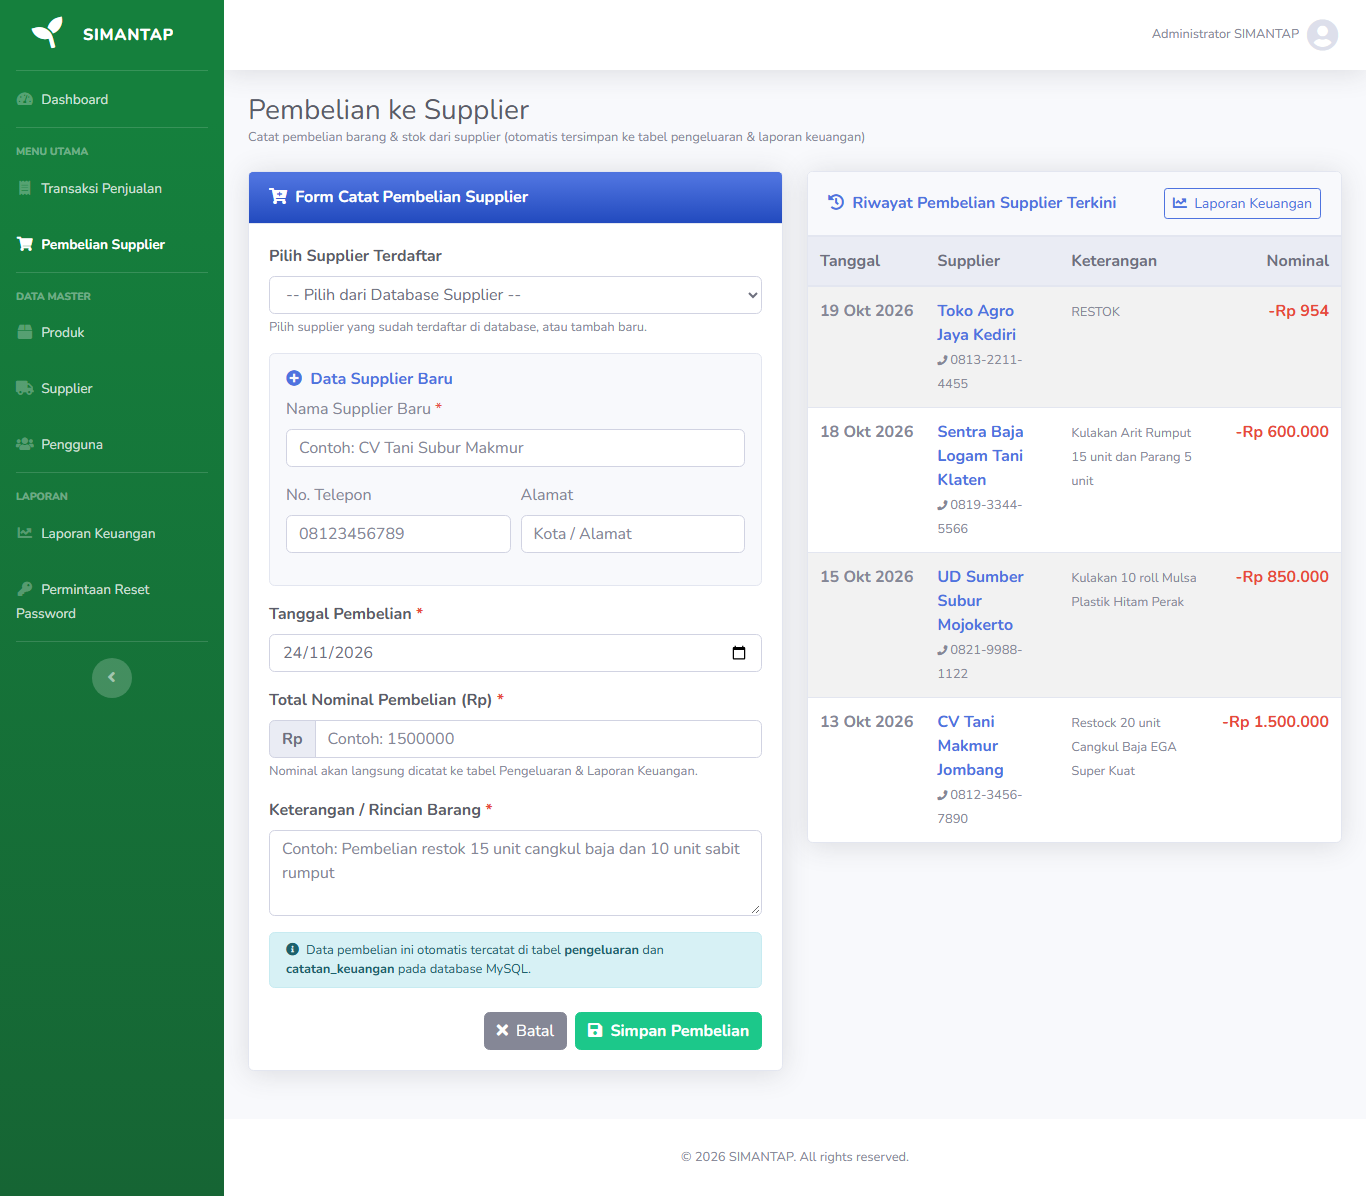 SIMANTAP
Administrator SIMANTAP
Dashboard
MENU UTAMA
Transaksi Penjualan
Pembelian Supplier
DATA MASTER
Produk
Supplier
Pengguna
LAPORAN
Laporan Keuangan
Permintaan Reset
Password
Pembelian ke Supplier
Catat pembelian barang & stok dari supplier (otomatis tersimpan ke tabel pengeluaran & laporan keuangan)
Form Catat Pembelian Supplier
Pilih Supplier Terdaftar
-- Pilih dari Database Supplier --
Pilih supplier yang sudah terdaftar di database, atau tambah baru.
Data Supplier Baru
Nama Supplier Baru *
Contoh: CV Tani Subur Makmur
No. Telepon Alamat
08123456789 Kota / Alamat
Tanggal Pembelian *
24/11/2026
Total Nominal Pembelian (Rp) *
Rp Contoh: 1500000
Nominal akan langsung dicatat ke tabel Pengeluaran & Laporan Keuangan.
Keterangan / Rincian Barang *
Contoh: Pembelian restok 15 unit cangkul baja dan 10 unit sabit
rumput
Data pembelian ini otomatis tercatat di tabel pengeluaran dan
catatan_keuangan pada database MySQL.
Batal Simpan Pembelian
Riwayat Pembelian Supplier Terkini Laporan Keuangan
Tanggal Supplier Keterangan Nominal
19 Okt 2026 Toko Agro RESTOK -Rp 954
Jaya Kediri
0813-2211-
4455
18 Okt 2026 Sentra Baja Kulakan Arit Rumput -Rp 600.000
Logam Tani 15 unit dan Parang 5
Klaten unit
0819-3344-
5566
15 Okt 2026 UD Sumber Kulakan 10 roll Mulsa -Rp 850.000
Subur Plastik Hitam Perak
Mojokerto
0821-9988-
1122
13 Okt 2026 CV Tani Restock 20 unit -Rp 1.500.000
Makmur Cangkul Baja EGA
Jombang Super Kuat
0812-3456-
7890
© 2026 SIMANTAP. All rights reserved.